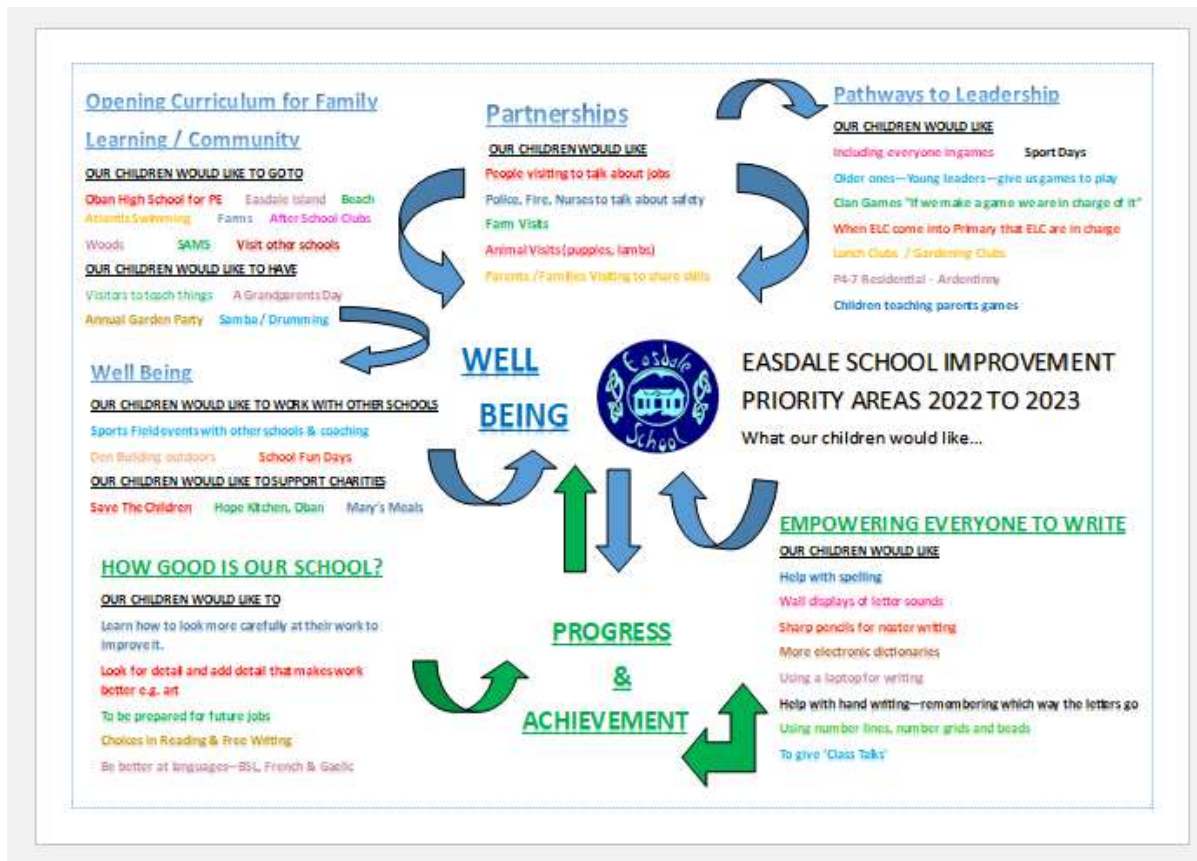 Opening Curriculum for Family
Learning / Community
OUR CHILDREN WOULD LIKE TO GO TO
Oban High School for PE Easdale Island Beach
Atlantis Swimming Farms After School Clubs
Woods SAMS Visit other schools
OUR CHILDREN WOULD LIKE TO HAVE
Visitors to teach things A Grandparents Day
Annual Garden Party Samba / Drumming
Partnerships
OUR CHILDREN WOULD LIKE
People visiting to talk about jobs
Police, Fire, Nurses to talk about safety
Farm Visits
Animal Visits (puppies, lambs)
Parents / Families Visiting to share skills
Pathways to Leadership
OUR CHILDREN WOULD LIKE
Including everyone in games Sport Days
Older ones—Young leaders—give us games to play
Clan Games "If we make a game we are in charge of it"
When ELC come into Primary that ELC are in charge
Lunch Clubs / Gardening Clubs
P4-7 Residential - Ardentinny
Children teaching parents games
Well Being
OUR CHILDREN WOULD LIKE TO WORK WITH OTHER SCHOOLS
Sports Field events with other schools & coaching
Den Building outdoors School Fun Days
OUR CHILDREN WOULD LIKE TO SUPPORT CHARITIES
Save The Children Hope Kitchen, Oban Mary's Meals
WELL
BEING
Easdale
School
EASDALE SCHOOL IMPROVEMENT
PRIORITY AREAS 2022 TO 2023
What our children would like...
HOW GOOD IS OUR SCHOOL?
OUR CHILDREN WOULD LIKE TO
Learn how to look more carefully at their work to
improve it.
Look for detail and add detail that makes work
better e.g. art
To be prepared for future jobs
Choices in Reading & Free Writing
Be better at languages—BSL, French & Gaelic
PROGRESS
&
ACHIEVEMENT
EMPOWERING EVERYONE TO WRITE
OUR CHILDREN WOULD LIKE
Help with spelling
Wall displays of letter sounds
Sharp pencils for neater writing
More electronic dictionaries
Using a laptop for writing
Help with hand writing—remembering which way the letters go
Using number lines, number grids and beads
To give 'Class Talks'